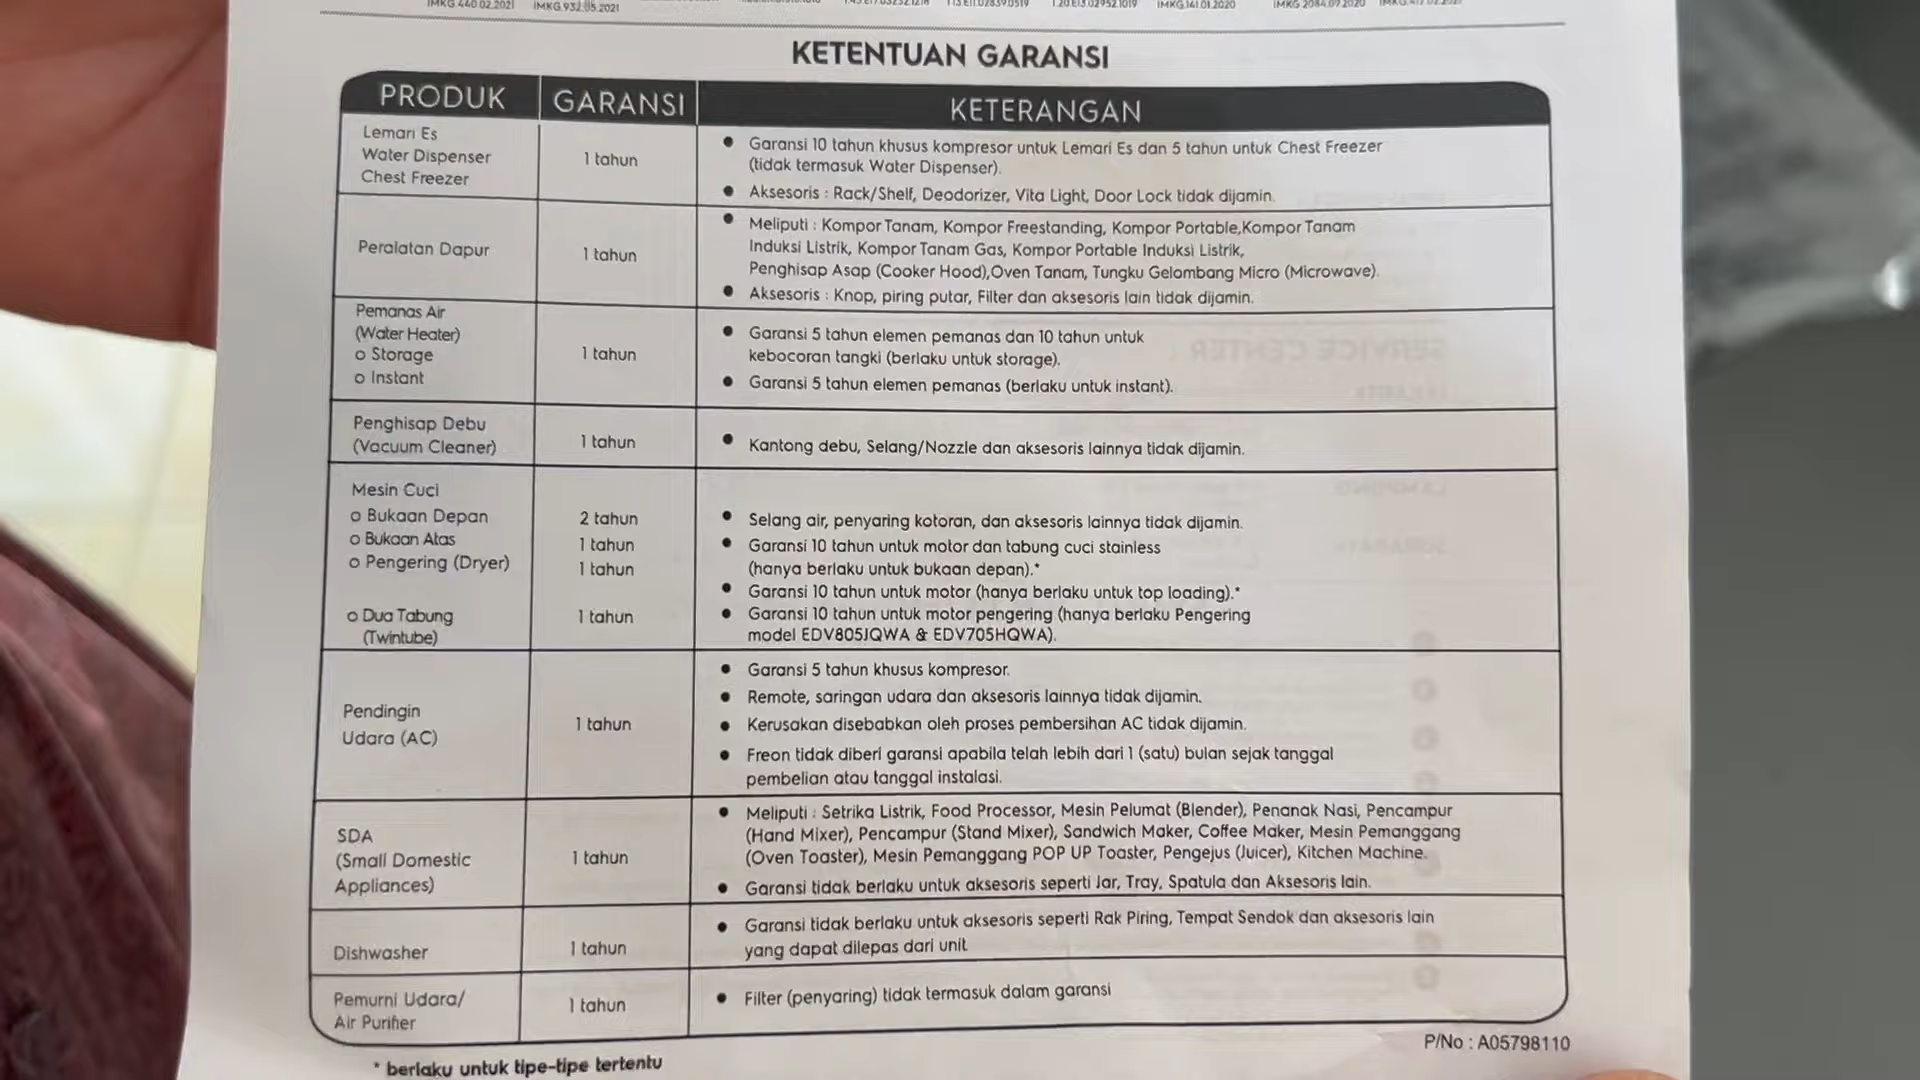 IMKG.440.02.2021 IMKG.932.05.2021 IMKG.141.01.2020 IMKG 2084.09.2020
KETENTUAN GARANSI
PRODUK GARANSI KETERANGAN
Lemari Es
Water Dispenser
Chest Freezer
1 tahun
● Garansi 10 tahun khusus kompresor untuk Lemari Es dan 5 tahun untuk Chest Freezer
(tidak termasuk Water Dispenser).
● Aksesoris : Rack/Shelf, Deodorizer, Vita Light, Door Lock tidak dijamin.
Peralatan Dapur
1 tahun
● Meliputi : Kompor Tanam, Kompor Freestanding, Kompor Portable,Kompor Tanam
Induksi Listrik, Kompor Tanam Gas, Kompor Portable Induksi Listrik,
Penghisap Asap (Cooker Hood),Oven Tanam, Tungku Gelombang Micro (Microwave).
● Aksesoris : Knop, piring putar, Filter dan aksesoris lain tidak dijamin.
Pemanas Air
(Water Heater)
o Storage
o Instant
1 tahun
● Garansi 5 tahun elemen pemanas dan 10 tahun untuk
kebocoran tangki (berlaku untuk storage).
● Garansi 5 tahun elemen pemanas (berlaku untuk instant).
Penghisap Debu
(Vacuum Cleaner)
1 tahun
● Kantong debu, Selang/Nozzle dan aksesoris lainnya tidak dijamin.
Mesin Cuci
o Bukaan Depan
o Bukaan Atas
o Pengering (Dryer)
o Dua Tabung
(Twintube)
2 tahun
1 tahun
1 tahun
1 tahun
● Selang air, penyaring kotoran, dan aksesoris lainnya tidak dijamin.
● Garansi 10 tahun untuk motor dan tabung cuci stainless
(hanya berlaku untuk bukaan depan).*
● Garansi 10 tahun untuk motor (hanya berlaku untuk top loading).*
● Garansi 10 tahun untuk motor pengering (hanya berlaku Pengering
model EDV805JQWA & EDV705HQWA).
Pendingin
Udara (AC)
1 tahun
● Garansi 5 tahun khusus kompresor.
● Remote, saringan udara dan aksesoris lainnya tidak dijamin.
● Kerusakan disebabkan oleh proses pembersihan AC tidak dijamin.
● Freon tidak diberi garansi apabila telah lebih dari 1 (satu) bulan sejak tanggal
pembelian atau tanggal instalasi.
SDA
(Small Domestic
Appliances)
1 tahun
● Meliputi : Setrika Listrik, Food Processor, Mesin Pelumat (Blender), Penanak Nasi, Pencampur
(Hand Mixer), Pencampur (Stand Mixer), Sandwich Maker, Coffee Maker, Mesin Pemanggang
(Oven Toaster), Mesin Pemanggang POP UP Toaster, Pengejus (Juicer), Kitchen Machine.
● Garansi tidak berlaku untuk aksesoris seperti Jar, Tray, Spatula dan Aksesoris lain.
Dishwasher
1 tahun
● Garansi tidak berlaku untuk aksesoris seperti Rak Piring, Tempat Sendok dan aksesoris lain
yang dapat dilepas dari unit
Pemurni Udara/
Air Purifier
1 tahun
● Filter (penyaring) tidak termasuk dalam garansi
P/No : A05798110
* berlaku untuk tipe-tipe tertentu